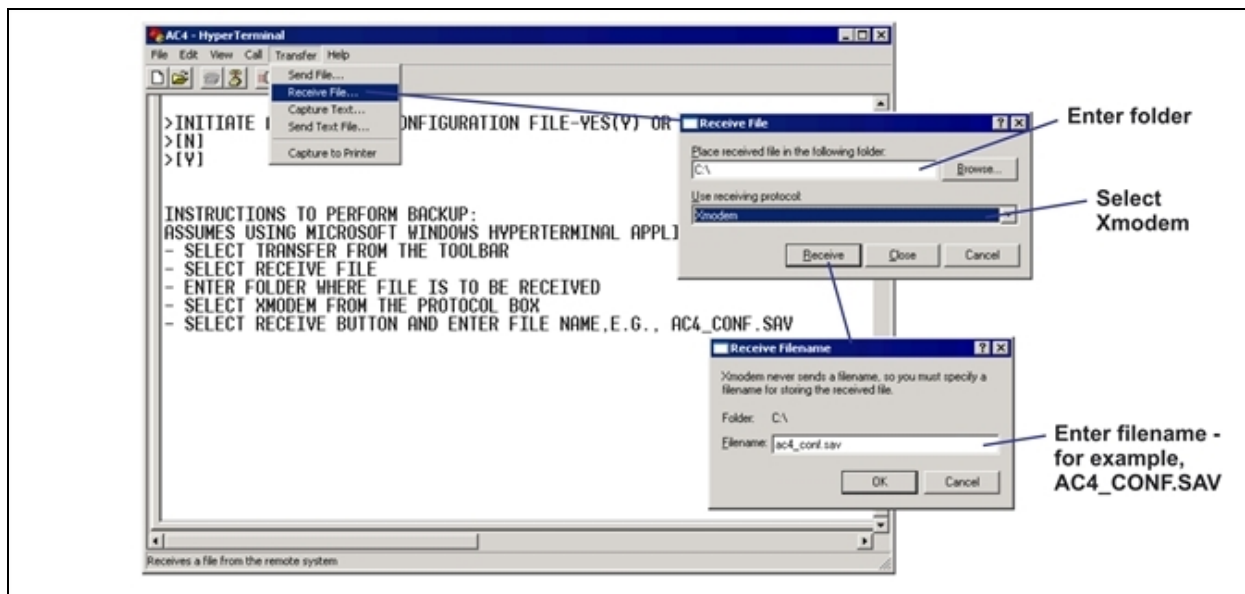 AC4 - HyperTerminal
File Edit View Call Transfer Help
Send File...
Receive File...
Capture Text...
Send Text File...
Capture to Printer
>INITIATE
ONFIGURATION FILE-YES(Y) OR
>[N]
>[Y]
INSTRUCTIONS TO PERFORM BACKUP:
ASSUMES USING MICROSOFT WINDOWS HYPERTERMINAL APPLI
- SELECT TRANSFER FROM THE TOOLBAR
- SELECT RECEIVE FILE
- ENTER FOLDER WHERE FILE IS TO BE RECEIVED
- SELECT XMODEM FROM THE PROTOCOL BOX
- SELECT RECEIVE BUTTON AND ENTER FILE NAME,E.G., AC4_CONF.SAV
Receives a file from the remote system
Receive File
Place received file in the following folder:
C:\
Browse...
Use receiving protocol:
Xmodem
Receive Close Cancel
Enter folder
Select
Xmodem
Receive Filename
Xmodem never sends a filename, so you must specify a
filename for storing the received file.
Folder: C:\
Filename: ac4_conf.sav
OK Cancel
Enter filename -
for example,
AC4_CONF.SAV